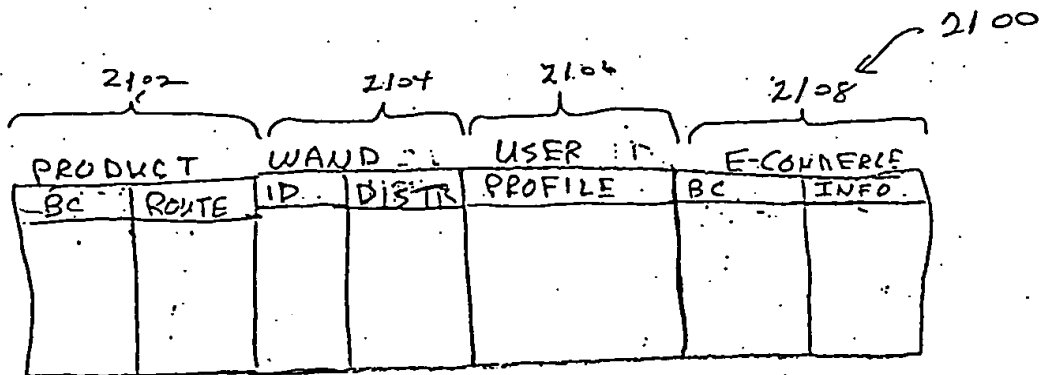 2100
2102 2104 2106 2108
PRODUCT WAND USER E-COMMERCE
BC ROUTE ID DISTR PROFILE BC INFO